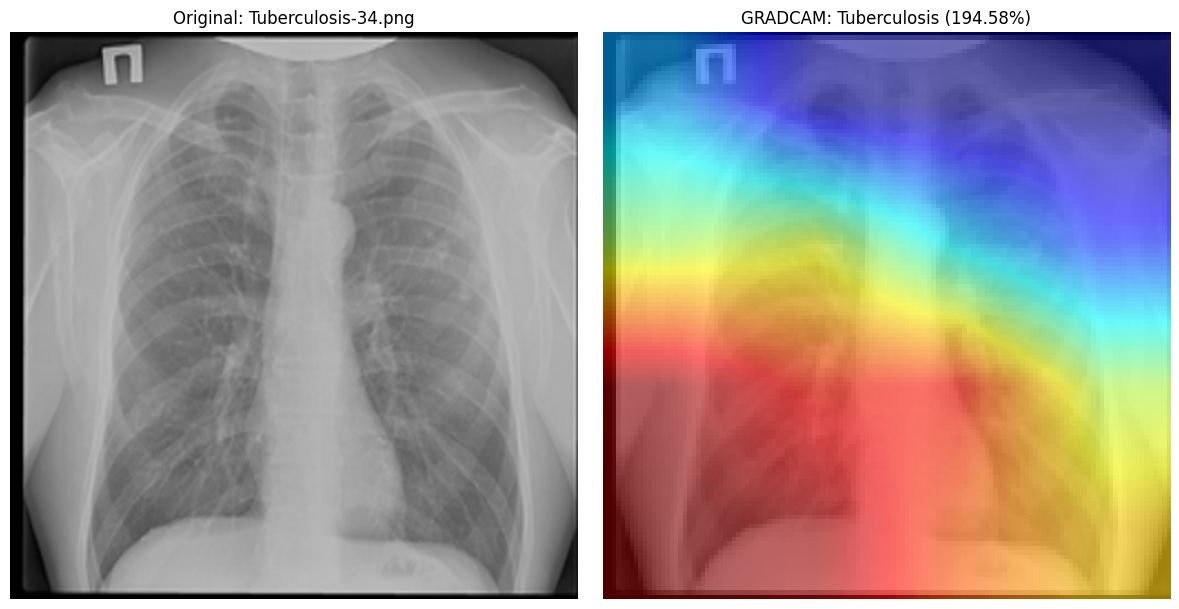 Original: Tuberculosis-34.png
GRADCAM: Tuberculosis (194.58%)
П
П